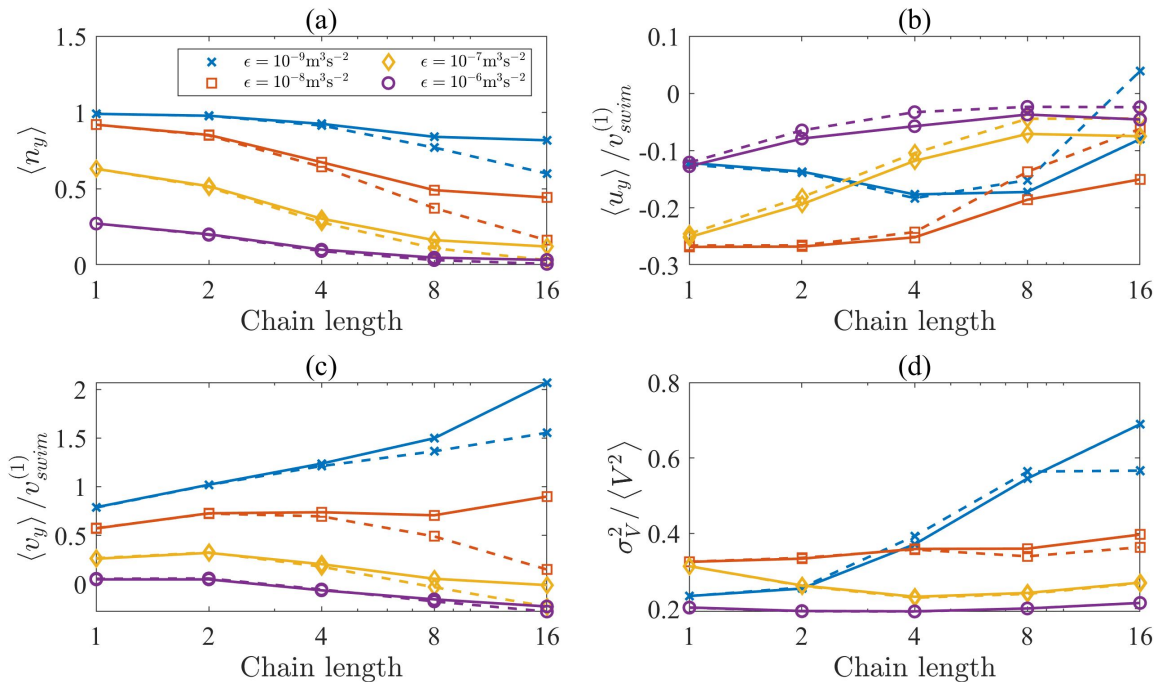 (a)
1.5
1
0.5
0
⟨n_y⟩
ϵ = 10⁻⁹m³s⁻² ϵ = 10⁻⁷m³s⁻²
ϵ = 10⁻⁸m³s⁻² ϵ = 10⁻⁶m³s⁻²
1 2 4 8 16
Chain length
(b)
0.1
0
-0.1
-0.2
-0.3
⟨u_y⟩ / v_swim^(1)
1 2 4 8 16
Chain length
(c)
2
1.5
1
0.5
0
⟨v_y⟩ / v_swim^(1)
1 2 4 8 16
Chain length
(d)
0.8
0.6
0.4
0.2
σ_V² / ⟨V²⟩
1 2 4 8 16
Chain length